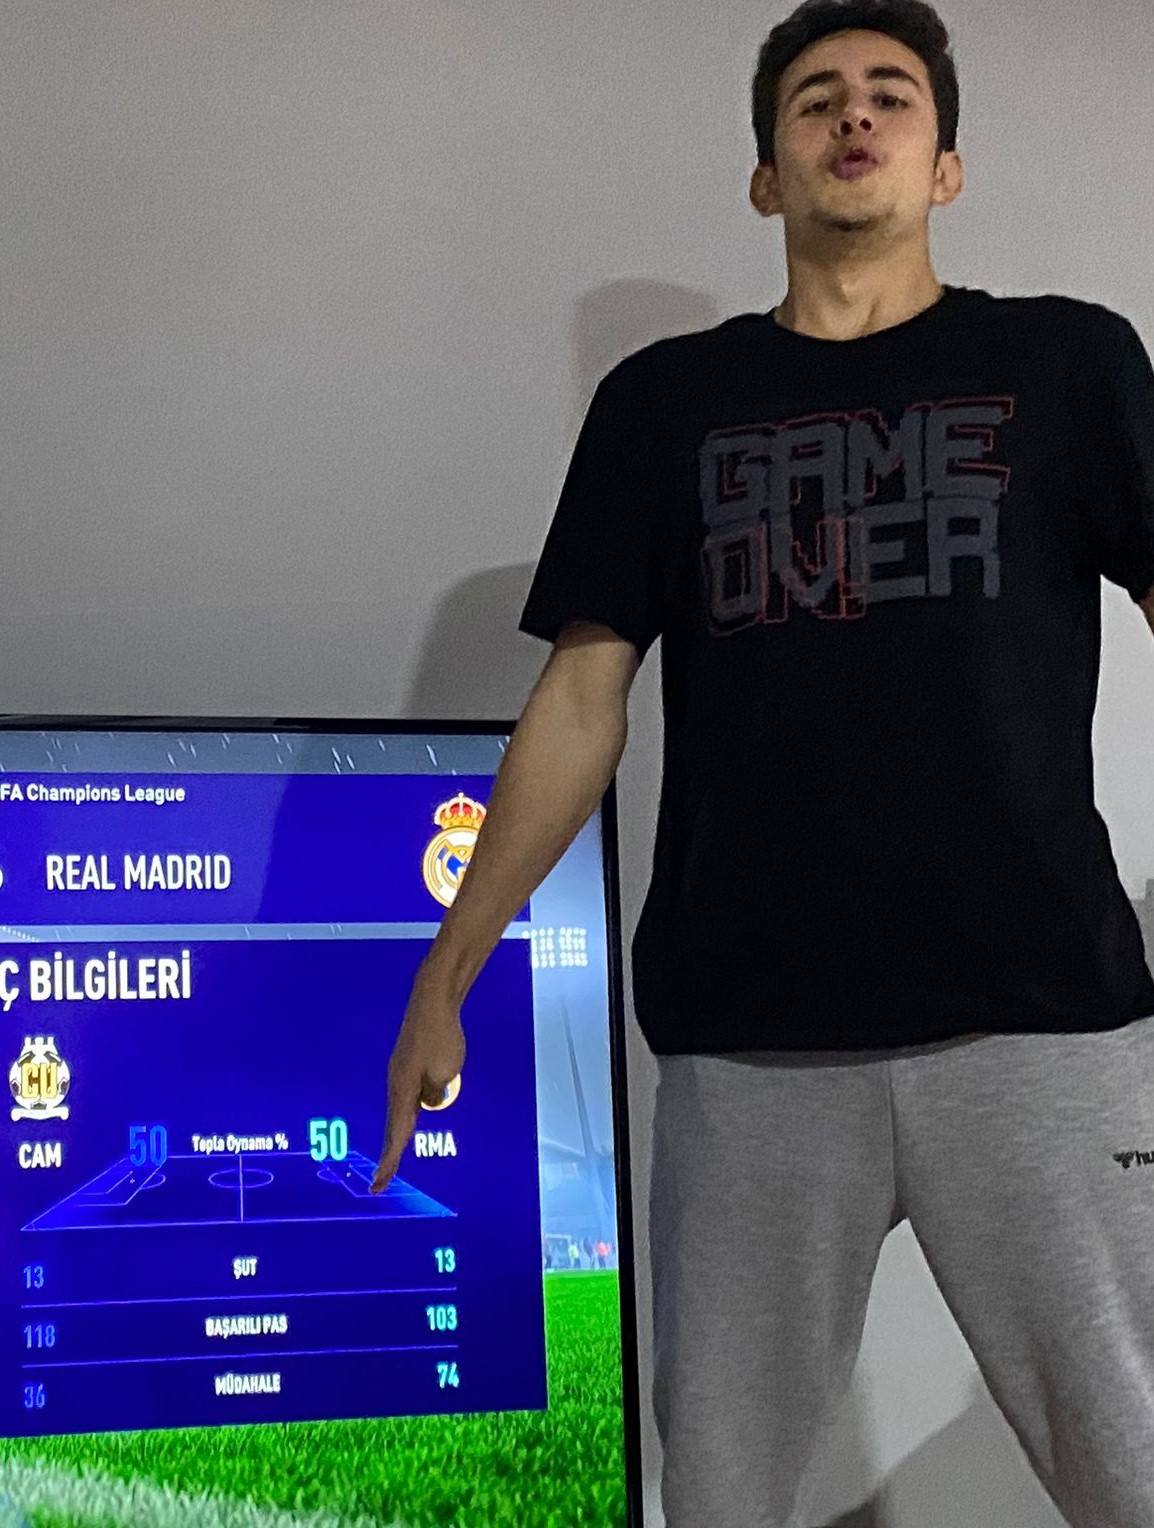 GAME
OVER
FA Champions League
REAL MADRID
Ç BİLGİLERİ
CU
CAM
50 Topla Oynama % 50
RMA
13 ŞUT 13
118 BAŞARILI PAS 103
36 MÜDAHALE 74
hu